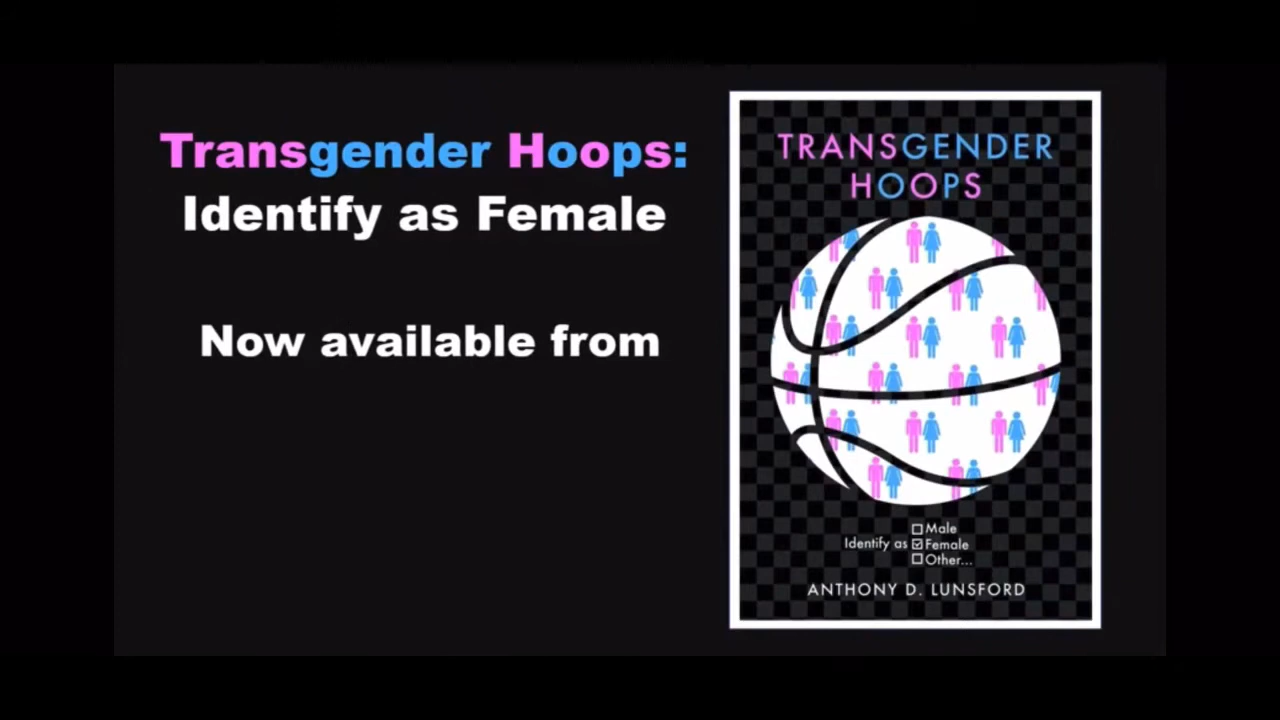 Transgender Hoops:
Identify as Female
Now available from
TRANSGENDER
HOOPS
Male
Identify as Female
Other...
ANTHONY D. LUNSFORD